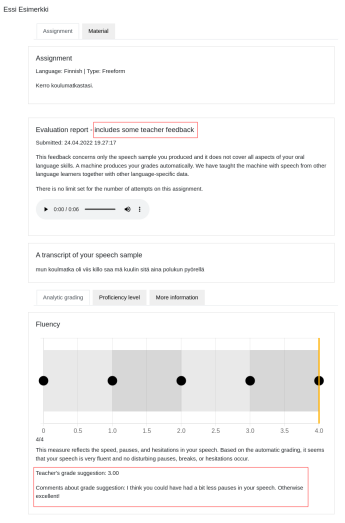 Essi Esimerkki
Assignment Material
Assignment
Language: Finnish | Type: Freeform
Kerro koulumatkastasi.
Evaluation report - includes some teacher feedback
Submitted: 24.04.2022 19.27:17
This feedback concerns only the speech sample you produced and it does not cover all aspects of your oral
language skills. A machine produces your grades automatically. We have taught the machine with speech from other
language learners together with other language-specific data.
There is no limit set for the number of attempts on this assignment.
0:00 / 0:06
A transcript of your speech sample
mun koulmatka oli viis killo saa mä kuulin sitä aina polukun pyörellä
Analytic grading Proficiency level More information
Fluency
0 0.5 1.0 1.5 2.0 2.5 3.0 3.5 4.0
4/4
This measure reflects the speed, pauses, and hesitations in your speech. Based on the automatic grading, it seems
that your speech is very fluent and no disturbing pauses, breaks, or hesitations occur.
Teacher's grade suggestion: 3.00
Comments about grade suggestion: I think you could have had a bit less pauses in your speech. Otherwise
excellent!